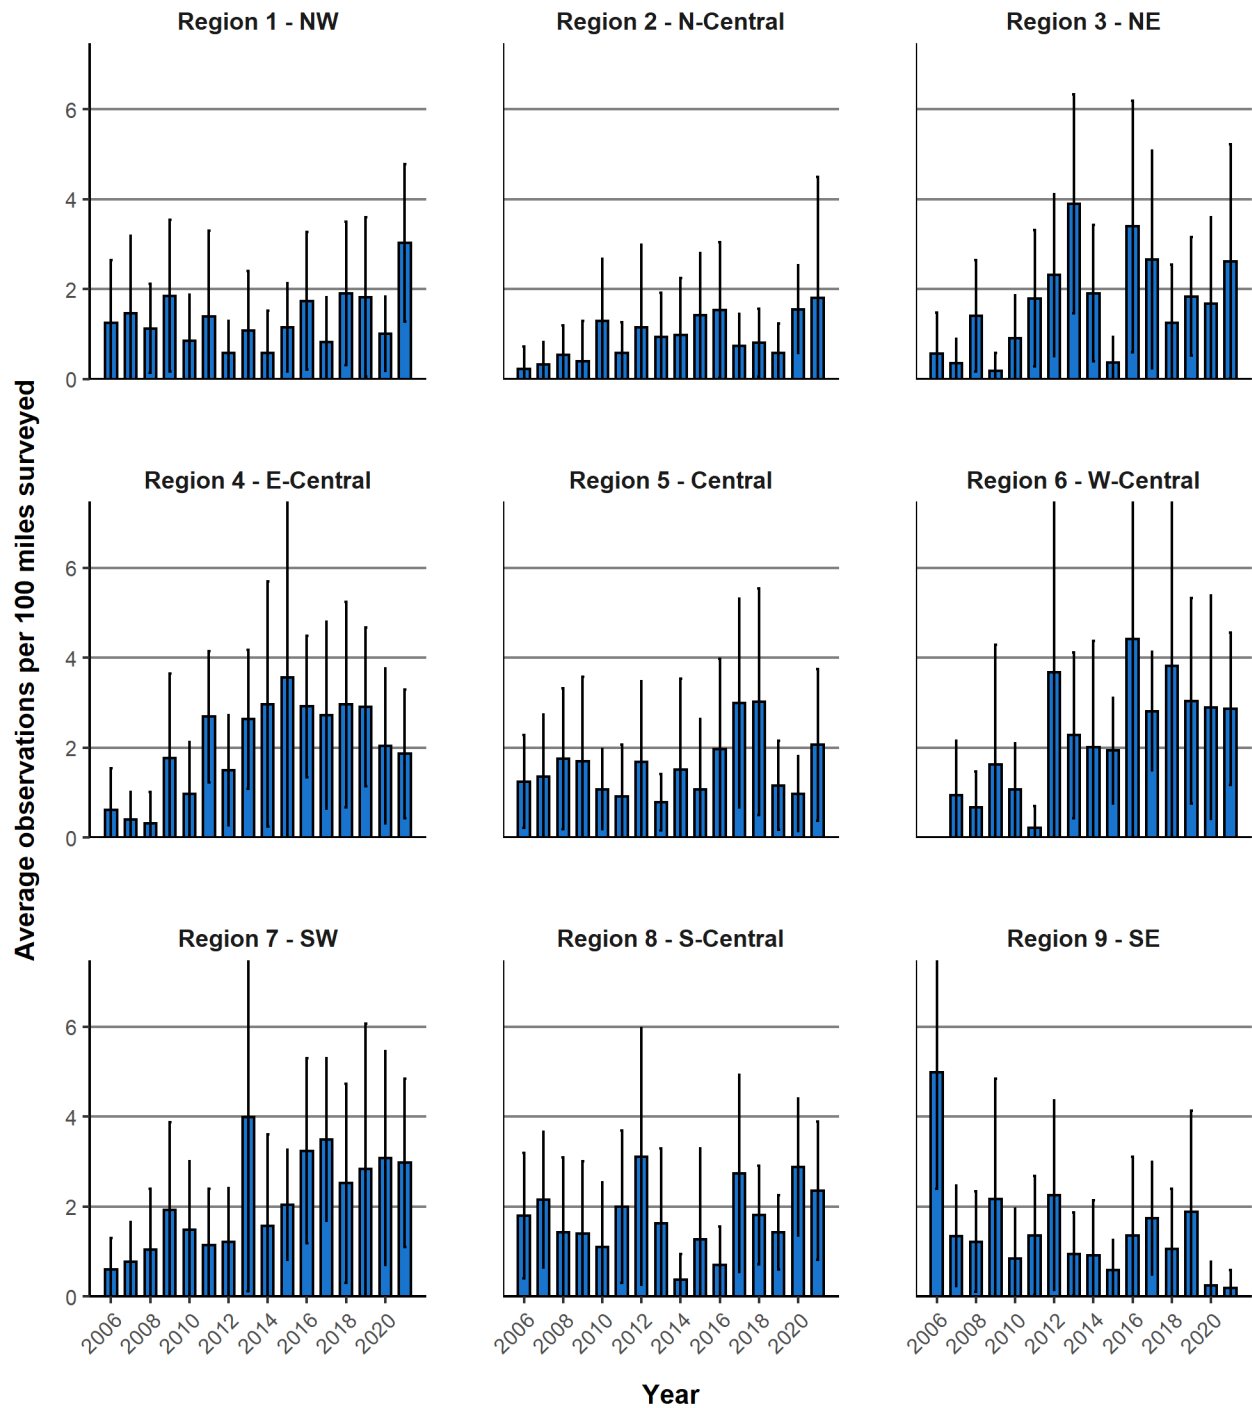 Region 1 - NW
Region 2 - N-Central
Region 3 - NE
6
4
2
0
Average observations per 100 miles surveyed
Region 4 - E-Central
Region 5 - Central
Region 6 - W-Central
6
4
2
0
Region 7 - SW
Region 8 - S-Central
Region 9 - SE
6
4
2
0
2006 2008 2010 2012 2014 2016 2018 2020
2006 2008 2010 2012 2014 2016 2018 2020
2006 2008 2010 2012 2014 2016 2018 2020
Year